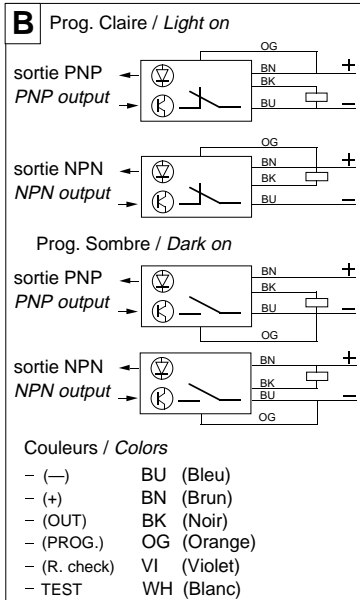 B Prog. Claire / Light on
OG
sortie PNP BN +
PNP output BK
BU –
OG
sortie NPN BN +
NPN output BK
BU –
Prog. Sombre / Dark on
sortie PNP BN +
PNP output BK
BU –
OG
sortie NPN BN +
NPN output BK
BU –
OG
Couleurs / Colors
– (—) BU (Bleu)
– (+) BN (Brun)
– (OUT) BK (Noir)
– (PROG.) OG (Orange)
– (R. check) VI (Violet)
– TEST WH (Blanc)